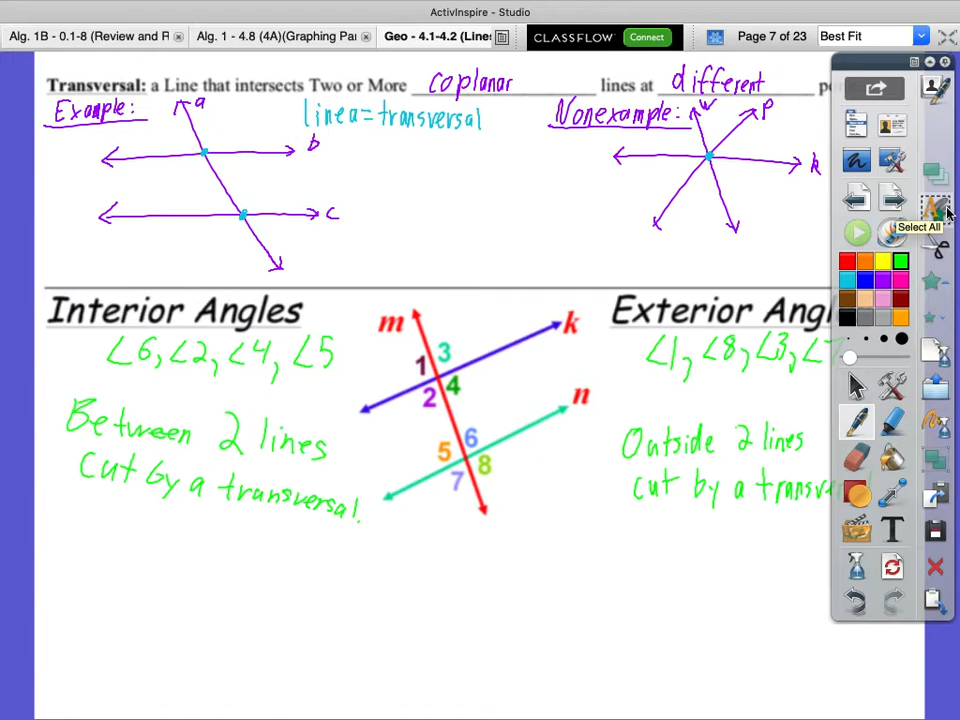 ActivInspire - Studio
Alg. 1B - 0.1-8 (Review and R
Alg. 1 - 4.8 (4A)(Graphing Pa
Geo - 4.1-4.2 (Lines
CLASSFLOW Connect
Page 7 of 23
Best Fit
Transversal: a Line that intersects Two or More coplanar lines at different po
Example:
a
b
c
line a = transversal
Nonexample:
w
p
k
Select All
Interior Angles
∠6, ∠2, ∠4, ∠5
Between 2 lines
cut by a transversal.
m
k
n
1
3
2
4
5
6
7
8
Exterior Angl
∠1, ∠8, ∠3, ∠7
Outside 2 lines
cut by a transver
T